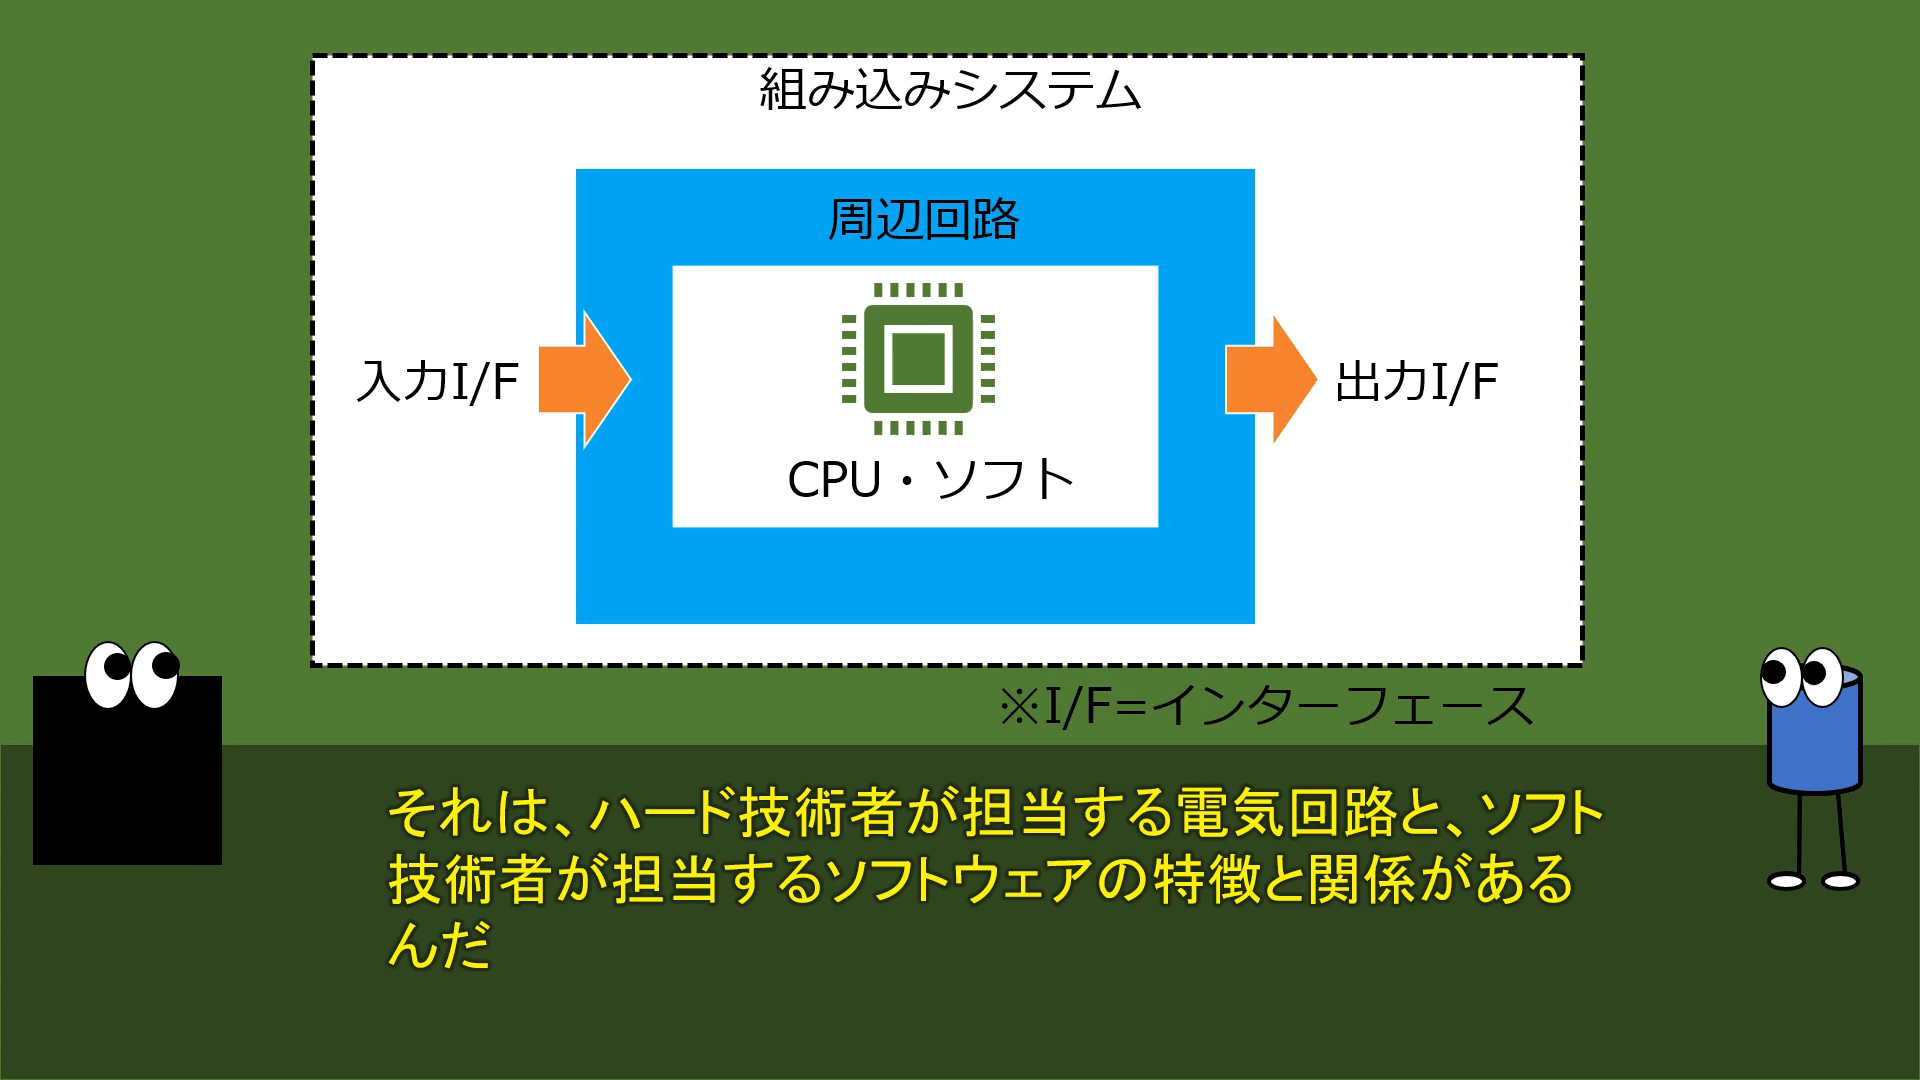 組み込みシステム
周辺回路
入力I/F
出力I/F
CPU・ソフト
※I/F=インターフェース
それは、ハード技術者が担当する電気回路と、ソフト
技術者が担当するソフトウェアの特徴と関係がある
んだ